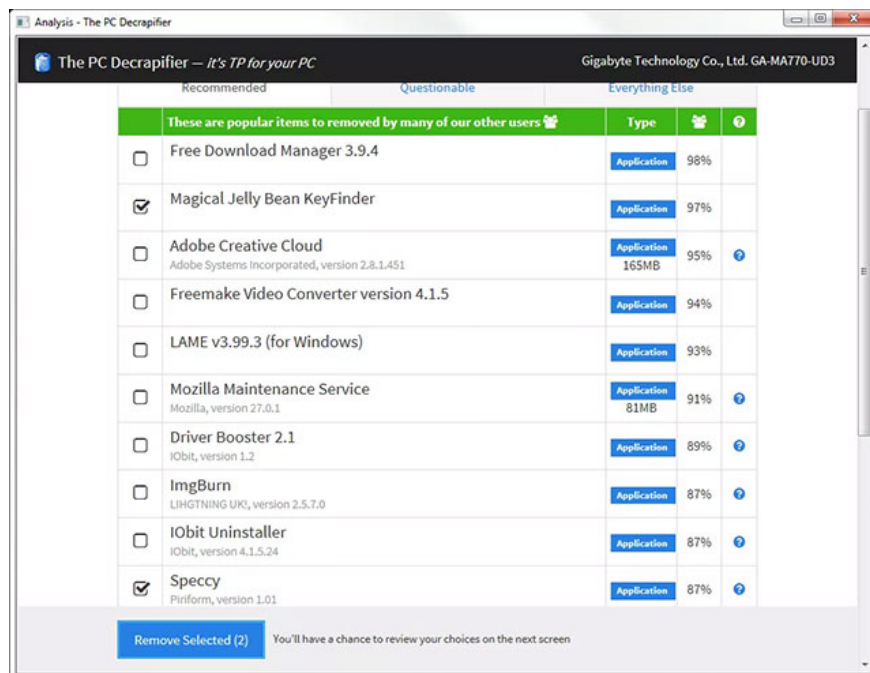 Analysis - The PC Decrapifier
The PC Decrapifier — it's TP for your PC
Gigabyte Technology Co., Ltd. GA-MA770-UD3
Recommended Questionable Everything Else
These are popular items to removed by many of our other users Type
Free Download Manager 3.9.4
Application 98%
Magical Jelly Bean KeyFinder
Application 97%
Adobe Creative Cloud
Adobe Systems Incorporated, version 2.8.1.451
Application 95%
165MB
Freemake Video Converter version 4.1.5
Application 94%
LAME v3.99.3 (for Windows)
Application 93%
Mozilla Maintenance Service
Mozilla, version 27.0.1
Application 91%
81MB
Driver Booster 2.1
IObit, version 1.2
Application 89%
ImgBurn
LIHGTNING UK!, version 2.5.7.0
Application 87%
IObit Uninstaller
IObit, version 4.1.5.24
Application 87%
Speccy
Piriform, version 1.01
Application 87%
Remove Selected (2)
You'll have a chance to review your choices on the next screen